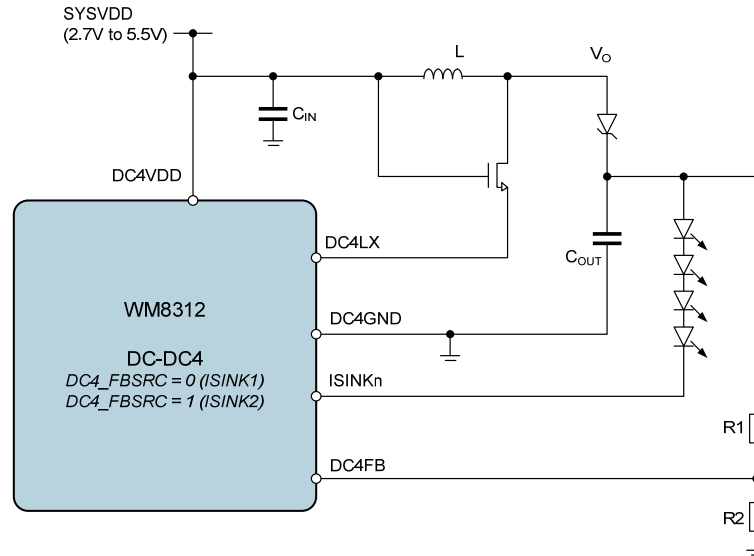 SYSVDD
(2.7V to 5.5V)
L
VO
CIN
DC4VDD
DC4LX
COUT
WM8312
DC4GND
DC-DC4
DC4_FBSRC = 0 (ISINK1)
ISINKn
DC4_FBSRC = 1 (ISINK2)
R1
DC4FB
R2